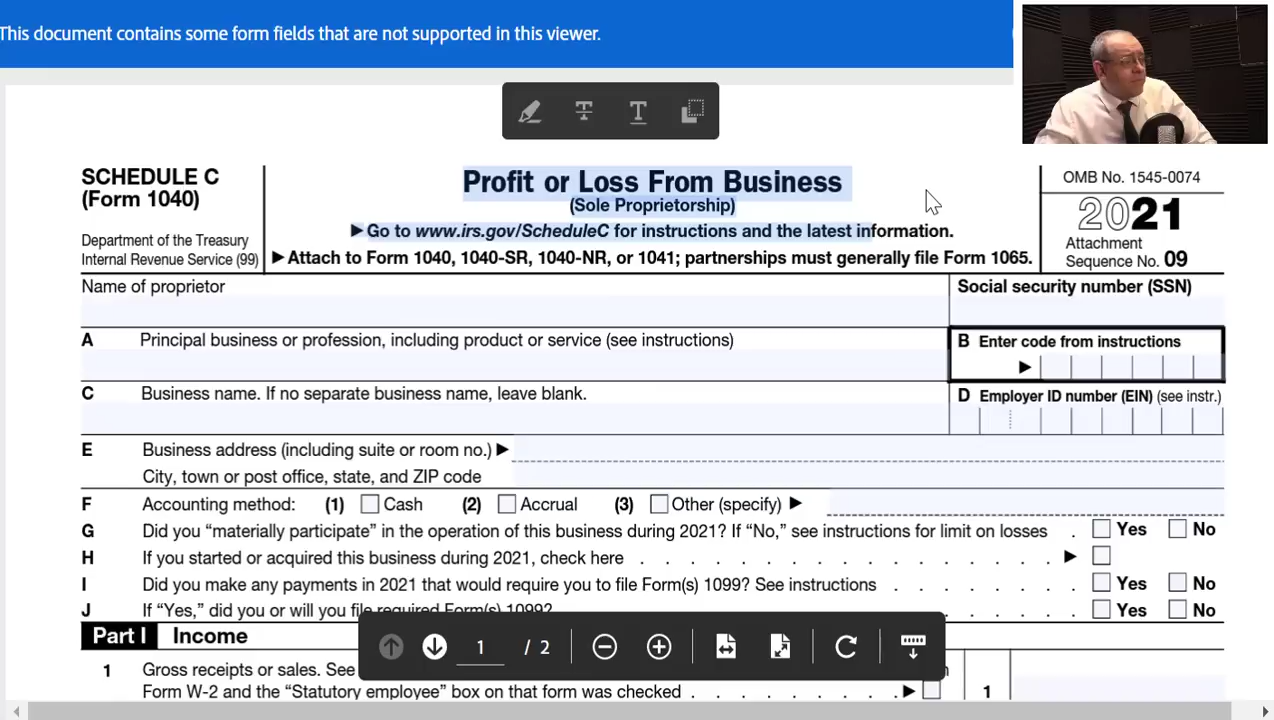 This document contains some form fields that are not supported in this viewer.
SCHEDULE C
(Form 1040)
Department of the Treasury
Internal Revenue Service (99)
Profit or Loss From Business
(Sole Proprietorship)
▶Go to www.irs.gov/ScheduleC for instructions and the latest information.
▶Attach to Form 1040, 1040-SR, 1040-NR, or 1041; partnerships must generally file Form 1065.
OMB No. 1545-0074
2021
Attachment
Sequence No. 09
Name of proprietor
Social security number (SSN)
A Principal business or profession, including product or service (see instructions)
B Enter code from instructions
▶
C Business name. If no separate business name, leave blank.
D Employer ID number (EIN) (see instr.)
E Business address (including suite or room no.) ▶
City, town or post office, state, and ZIP code
F Accounting method: (1) Cash (2) Accrual (3) Other (specify) ▶
G Did you “materially participate” in the operation of this business during 2021? If “No,” see instructions for limit on losses . Yes No
H If you started or acquired this business during 2021, check here . . . . . . . . . . . . . . . . . ▶
I Did you make any payments in 2021 that would require you to file Form(s) 1099? See instructions . . . . . . . . Yes No
J If “Yes,” did you or will you file required Form(s) 1099? . . . . . Yes No
Part I Income
1 Gross receipts or sales. See
Form W-2 and the “Statutory employee” box on that form was checked . . . . . . . . . ▶ 1
1 / 2